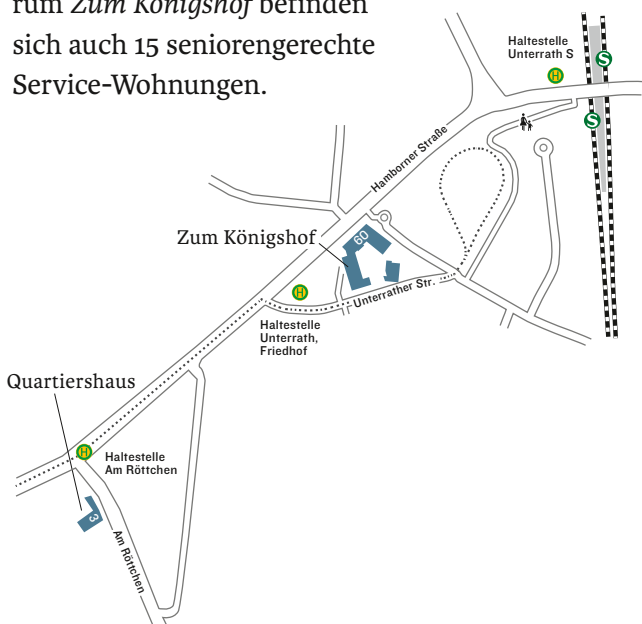 rum Zum Königshof befinden
sich auch 15 seniorengerechte
Service-Wohnungen.
Haltestelle
Unterrath S
H
S
S
Hamborner Straße
Zum Königshof
60
H
Unterrather Str.
Haltestelle
Unterrath,
Friedhof
Quartiershaus
H
Haltestelle
Am Röttchen
3
Am Röttchen